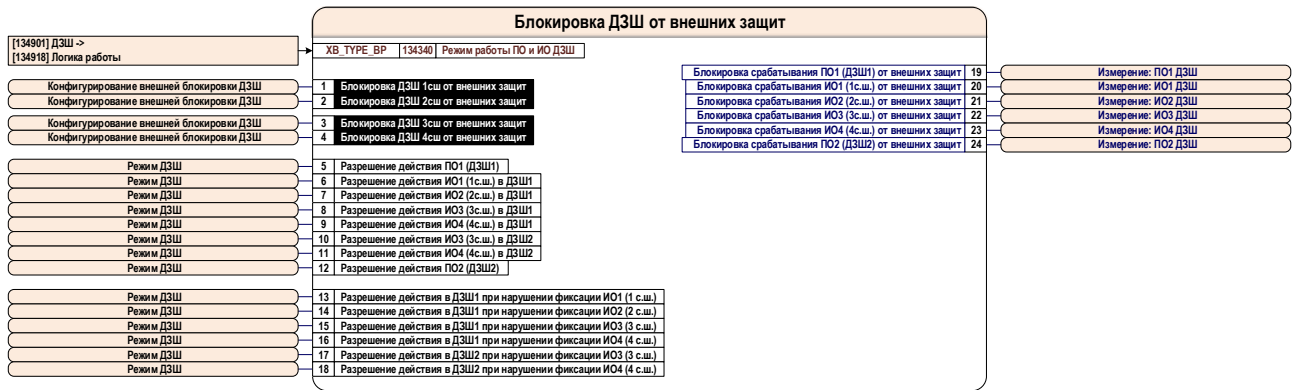 Блокировка ДЗШ от внешних защит
[134901] ДЗШ ->
[134918] Логика работы
XB_TYPE_BP 134340 Режим работы ПО и ИО ДЗШ
Конфигурирование внешней блокировки ДЗШ 1 Блокировка ДЗШ 1сш от внешних защит
Конфигурирование внешней блокировки ДЗШ 2 Блокировка ДЗШ 2сш от внешних защит
Конфигурирование внешней блокировки ДЗШ 3 Блокировка ДЗШ 3сш от внешних защит
Конфигурирование внешней блокировки ДЗШ 4 Блокировка ДЗШ 4сш от внешних защит
Режим ДЗШ 5 Разрешение действия ПО1 (ДЗШ1)
Режим ДЗШ 6 Разрешение действия ИО1 (1с.ш.) в ДЗШ1
Режим ДЗШ 7 Разрешение действия ИО2 (2с.ш.) в ДЗШ1
Режим ДЗШ 8 Разрешение действия ИО3 (3с.ш.) в ДЗШ1
Режим ДЗШ 9 Разрешение действия ИО4 (4с.ш.) в ДЗШ1
Режим ДЗШ 10 Разрешение действия ИО3 (3с.ш.) в ДЗШ2
Режим ДЗШ 11 Разрешение действия ИО4 (4с.ш.) в ДЗШ2
Режим ДЗШ 12 Разрешение действия ПО2 (ДЗШ2)
Режим ДЗШ 13 Разрешение действия в ДЗШ1 при нарушении фиксации ИО1 (1 с.ш.)
Режим ДЗШ 14 Разрешение действия в ДЗШ1 при нарушении фиксации ИО2 (2 с.ш.)
Режим ДЗШ 15 Разрешение действия в ДЗШ1 при нарушении фиксации ИО3 (3 с.ш.)
Режим ДЗШ 16 Разрешение действия в ДЗШ1 при нарушении фиксации ИО4 (4 с.ш.)
Режим ДЗШ 17 Разрешение действия в ДЗШ2 при нарушении фиксации ИО3 (3 с.ш.)
Режим ДЗШ 18 Разрешение действия в ДЗШ2 при нарушении фиксации ИО4 (4 с.ш.)
Блокировка срабатывания ПО1 (ДЗШ1) от внешних защит 19 Измерение: ПО1 ДЗШ
Блокировка срабатывания ИО1 (1с.ш.) от внешних защит 20 Измерение: ИО1 ДЗШ
Блокировка срабатывания ИО2 (2с.ш.) от внешних защит 21 Измерение: ИО2 ДЗШ
Блокировка срабатывания ИО3 (3с.ш.) от внешних защит 22 Измерение: ИО3 ДЗШ
Блокировка срабатывания ИО4 (4с.ш.) от внешних защит 23 Измерение: ИО4 ДЗШ
Блокировка срабатывания ПО2 (ДЗШ2) от внешних защит 24 Измерение: ПО2 ДЗШ